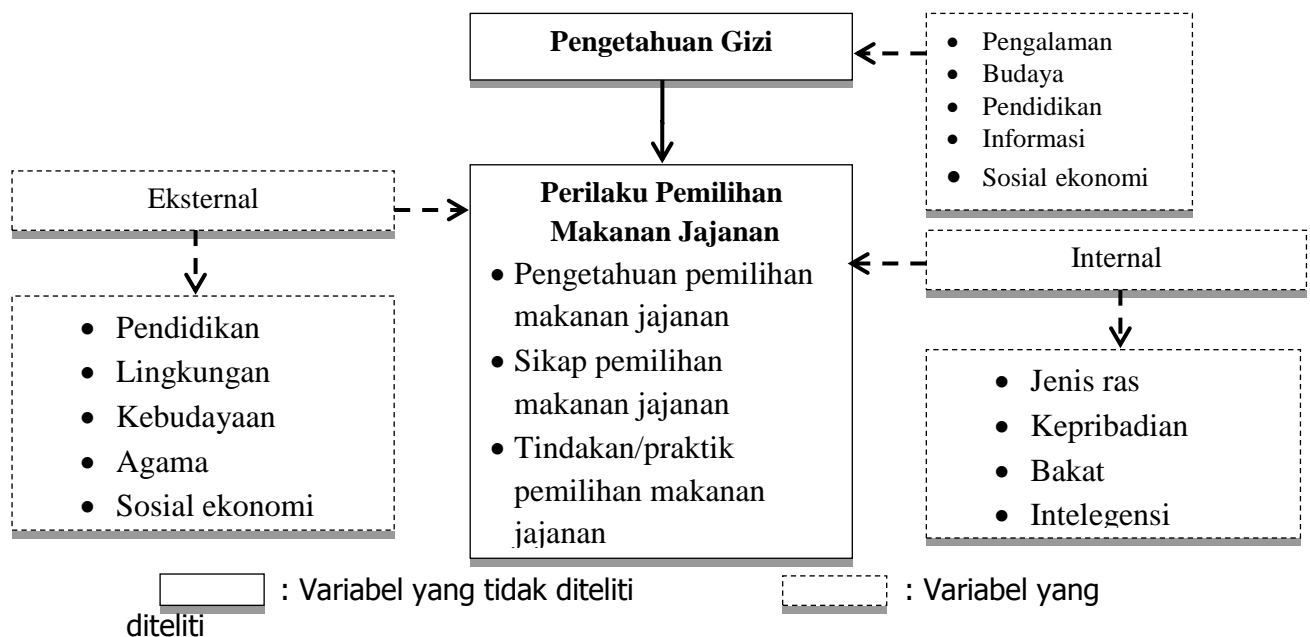 Pengetahuan Gizi
• Pengalaman
• Budaya
• Pendidikan
• Informasi
• Sosial ekonomi
Eksternal
Perilaku Pemilihan
Makanan Jajanan
• Pengetahuan pemilihan
makanan jajanan
• Sikap pemilihan
makanan jajanan
• Tindakan/praktik
pemilihan makanan
jajanan
Internal
• Pendidikan
• Lingkungan
• Kebudayaan
• Agama
• Sosial ekonomi
• Jenis ras
• Kepribadian
• Bakat
• Intelegensi
: Variabel yang tidak diteliti : Variabel yang
diteliti